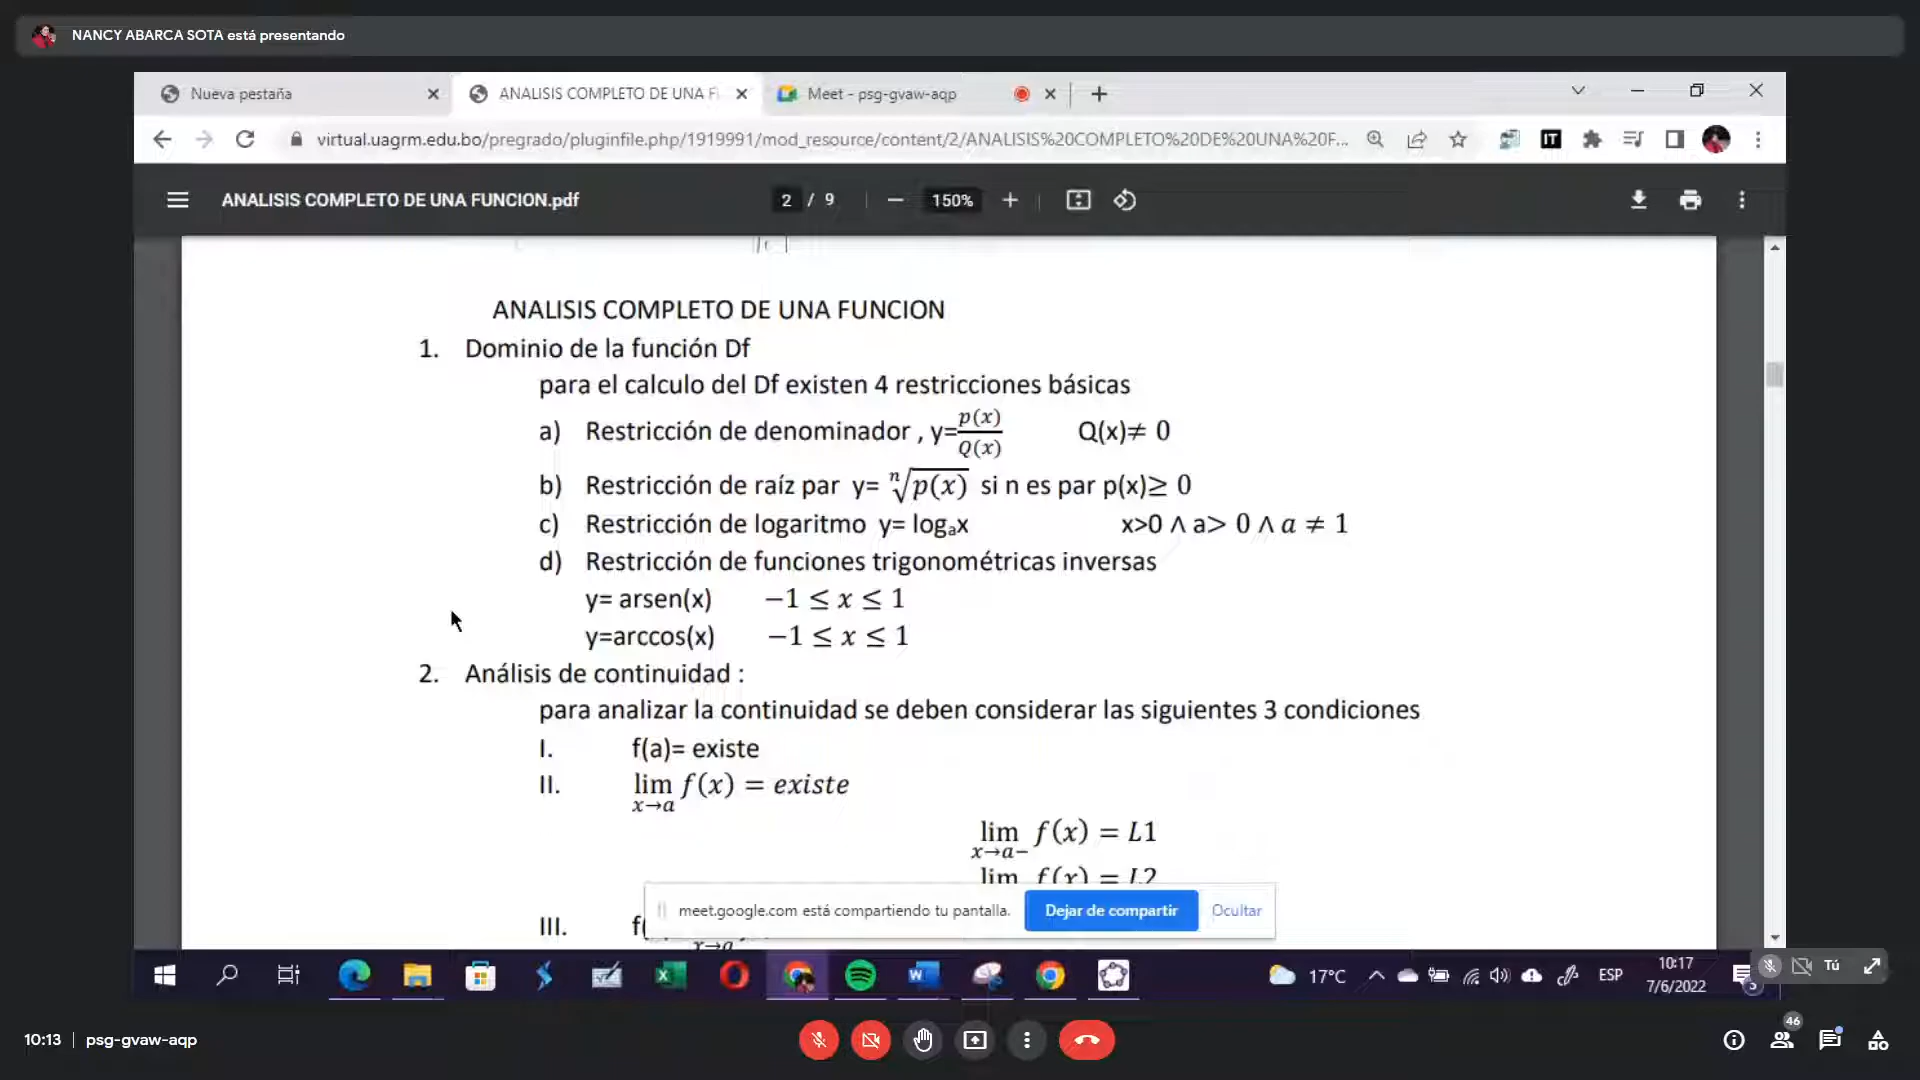 NANCY ABARCA SOTA está presentando
Nueva pestaña
ANALISIS COMPLETO DE UNA F
Meet - psg-gvaw-aqp
virtual.uagrm.edu.bo/pregrado/pluginfile.php/1919991/mod_resource/content/2/ANALISIS%20COMPLETO%20DE%20UNA%20F...
ANALISIS COMPLETO DE UNA FUNCION.pdf
2 / 9
150%
ANALISIS COMPLETO DE UNA FUNCION
1. Dominio de la función Df
para el calculo del Df existen 4 restricciones básicas
a) Restricción de denominador , y=p(x)/Q(x) Q(x)≠ 0
b) Restricción de raíz par y= ⁿ√p(x) si n es par p(x)≥ 0
c) Restricción de logaritmo y= logₐx x>0 ∧ a> 0 ∧ a ≠ 1
d) Restricción de funciones trigonométricas inversas
y= arsen(x) −1 ≤ x ≤ 1
y=arccos(x) −1 ≤ x ≤ 1
2. Análisis de continuidad :
para analizar la continuidad se deben considerar las siguientes 3 condiciones
I. f(a)= existe
II. lim x→a f(x) = existe
lim x→a− f(x) = L1
lim f(x) = L2
III. f(
x→a
meet.google.com está compartiendo tu pantalla.
Dejar de compartir
Ocultar
17°C
ESP
10:17
7/6/2022
3
Tú
10:13 | psg-gvaw-aqp
46